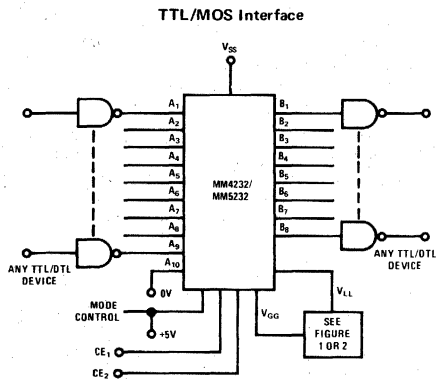 TTL/MOS Interface
VSS
A1
A2
A3
A4
A5
A6
A7
A8
A9
A10
MM4232/
MM5232
B1
B2
B3
B4
B5
B6
B7
B8
ANY TTL/DTL
DEVICE
ANY TTL/DTL
DEVICE
0V
MODE
CONTROL
+5V
CE1
CE2
VGG
VLL
SEE
FIGURE
1 OR 2